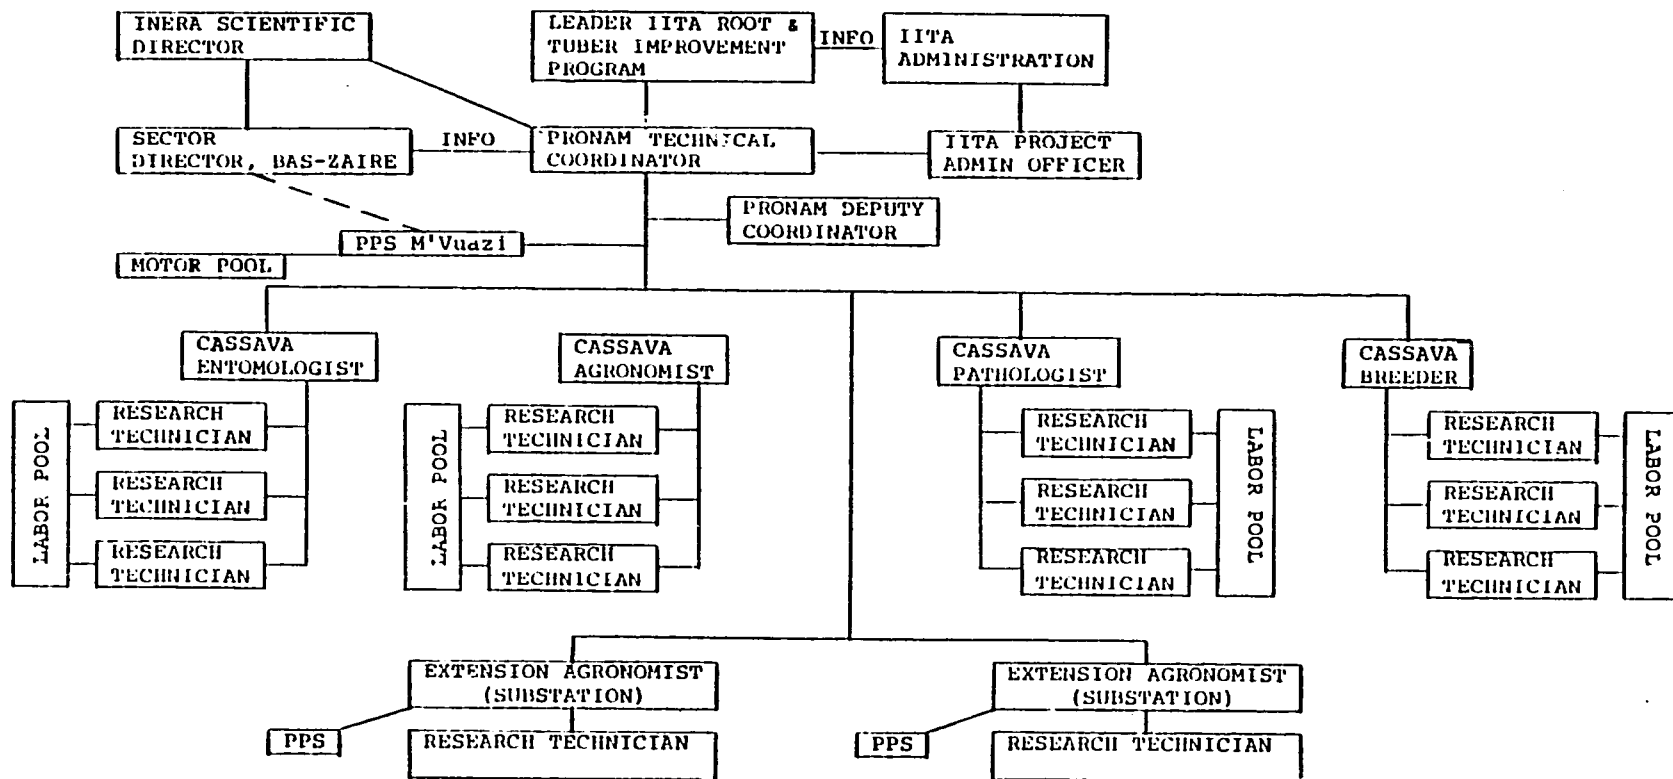 INERA SCIENTIFIC
DIRECTOR
LEADER IITA ROOT &
TUBER IMPROVEMENT
PROGRAM
INFO
IITA
ADMINISTRATION
SECTOR
DIRECTOR, BAS-ZAIRE
INFO
PRONAM TECHNICAL
COORDINATOR
IITA PROJECT
ADMIN OFFICER
PRONAM DEPUTY
COORDINATOR
PPS M'Vuazi
MOTOR POOL
CASSAVA
ENTOMOLOGIST
CASSAVA
AGRONOMIST
CASSAVA
PATHOLOGIST
CASSAVA
BREEDER
LABOR POOL
RESEARCH
TECHNICIAN
RESEARCH
TECHNICIAN
RESEARCH
TECHNICIAN
LABOR POOL
RESEARCH
TECHNICIAN
RESEARCH
TECHNICIAN
RESEARCH
TECHNICIAN
RESEARCH
TECHNICIAN
RESEARCH
TECHNICIAN
RESEARCH
TECHNICIAN
LABOR POOL
RESEARCH
TECHNICIAN
RESEARCH
TECHNICIAN
RESEARCH
TECHNICIAN
LABOR POOL
EXTENSION AGRONOMIST
(SUBSTATION)
PPS
RESEARCH TECHNICIAN
EXTENSION AGRONOMIST
(SUBSTATION)
PPS
RESEARCH TECHNICIAN